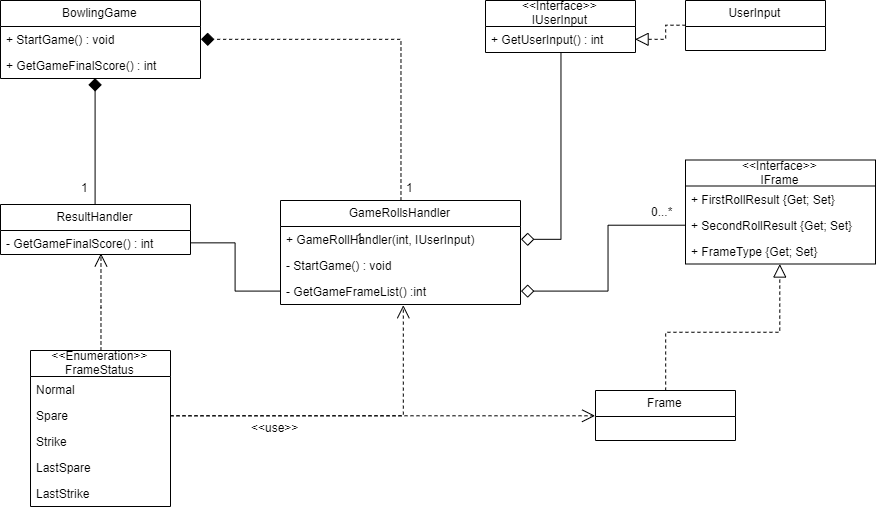 BowlingGame
+ StartGame() : void
+ GetGameFinalScore() : int
<<Interface>>
IUserInput
+ GetUserInput() : int
UserInput
1
1
ResultHandler
- GetGameFinalScore() : int
GameRollsHandler
+ GameRollHandler(int, IUserInput)
1
- StartGame() : void
- GetGameFrameList() :int
0...*
<<Interface>>
IFrame
+ FirstRollResult {Get; Set}
+ SecondRollResult {Get; Set}
+ FrameType {Get; Set}
<<Enumeration>>
FrameStatus
Normal
Spare
Strike
LastSpare
LastStrike
<<use>>
Frame